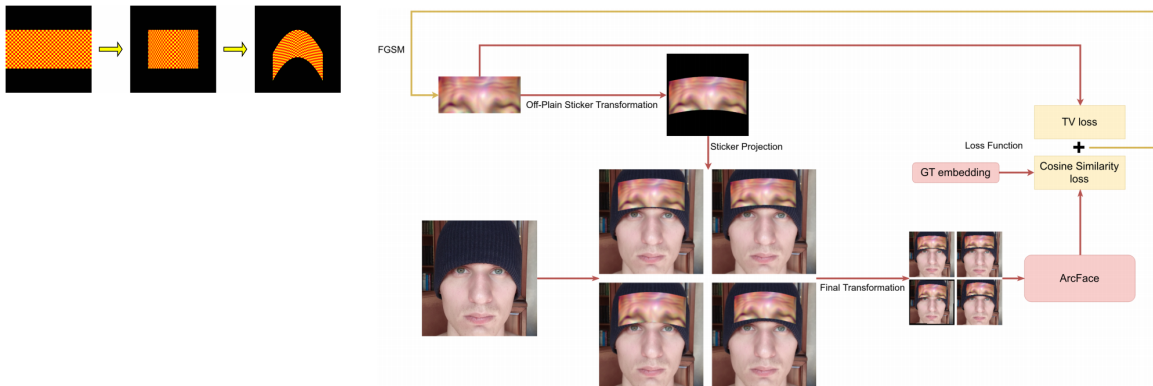 FGSM
Off-Plain Sticker Transformation
TV loss
Sticker Projection
Loss Function
+
GT embedding
Cosine Similarity
loss
Final Transformation
ArcFace